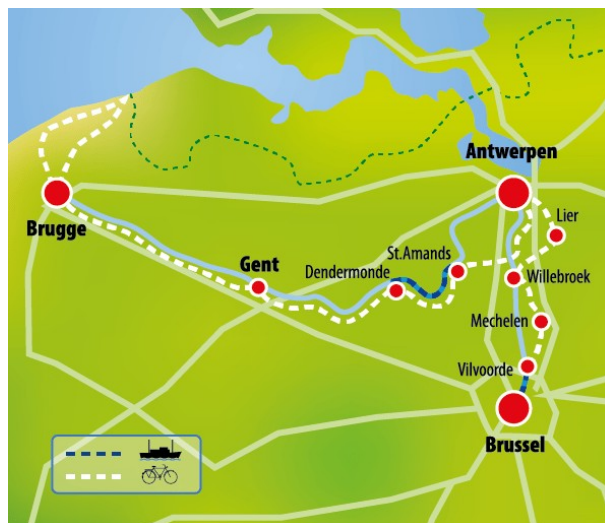 Antwerpen
Brugge
Lier
St.Amands
Gent
Dendermonde
Willebroek
Mechelen
Vilvoorde
Brussel